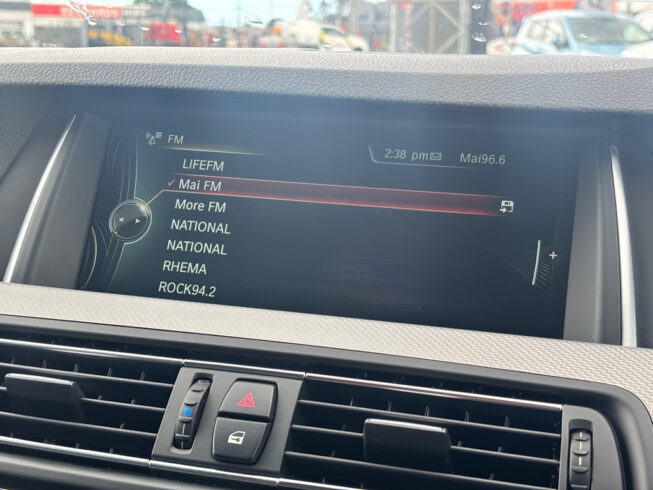 FM
2:38 pm
Mai96.6
LIFEFM
Mai FM
More FM
NATIONAL
NATIONAL
RHEMA
ROCK94.2